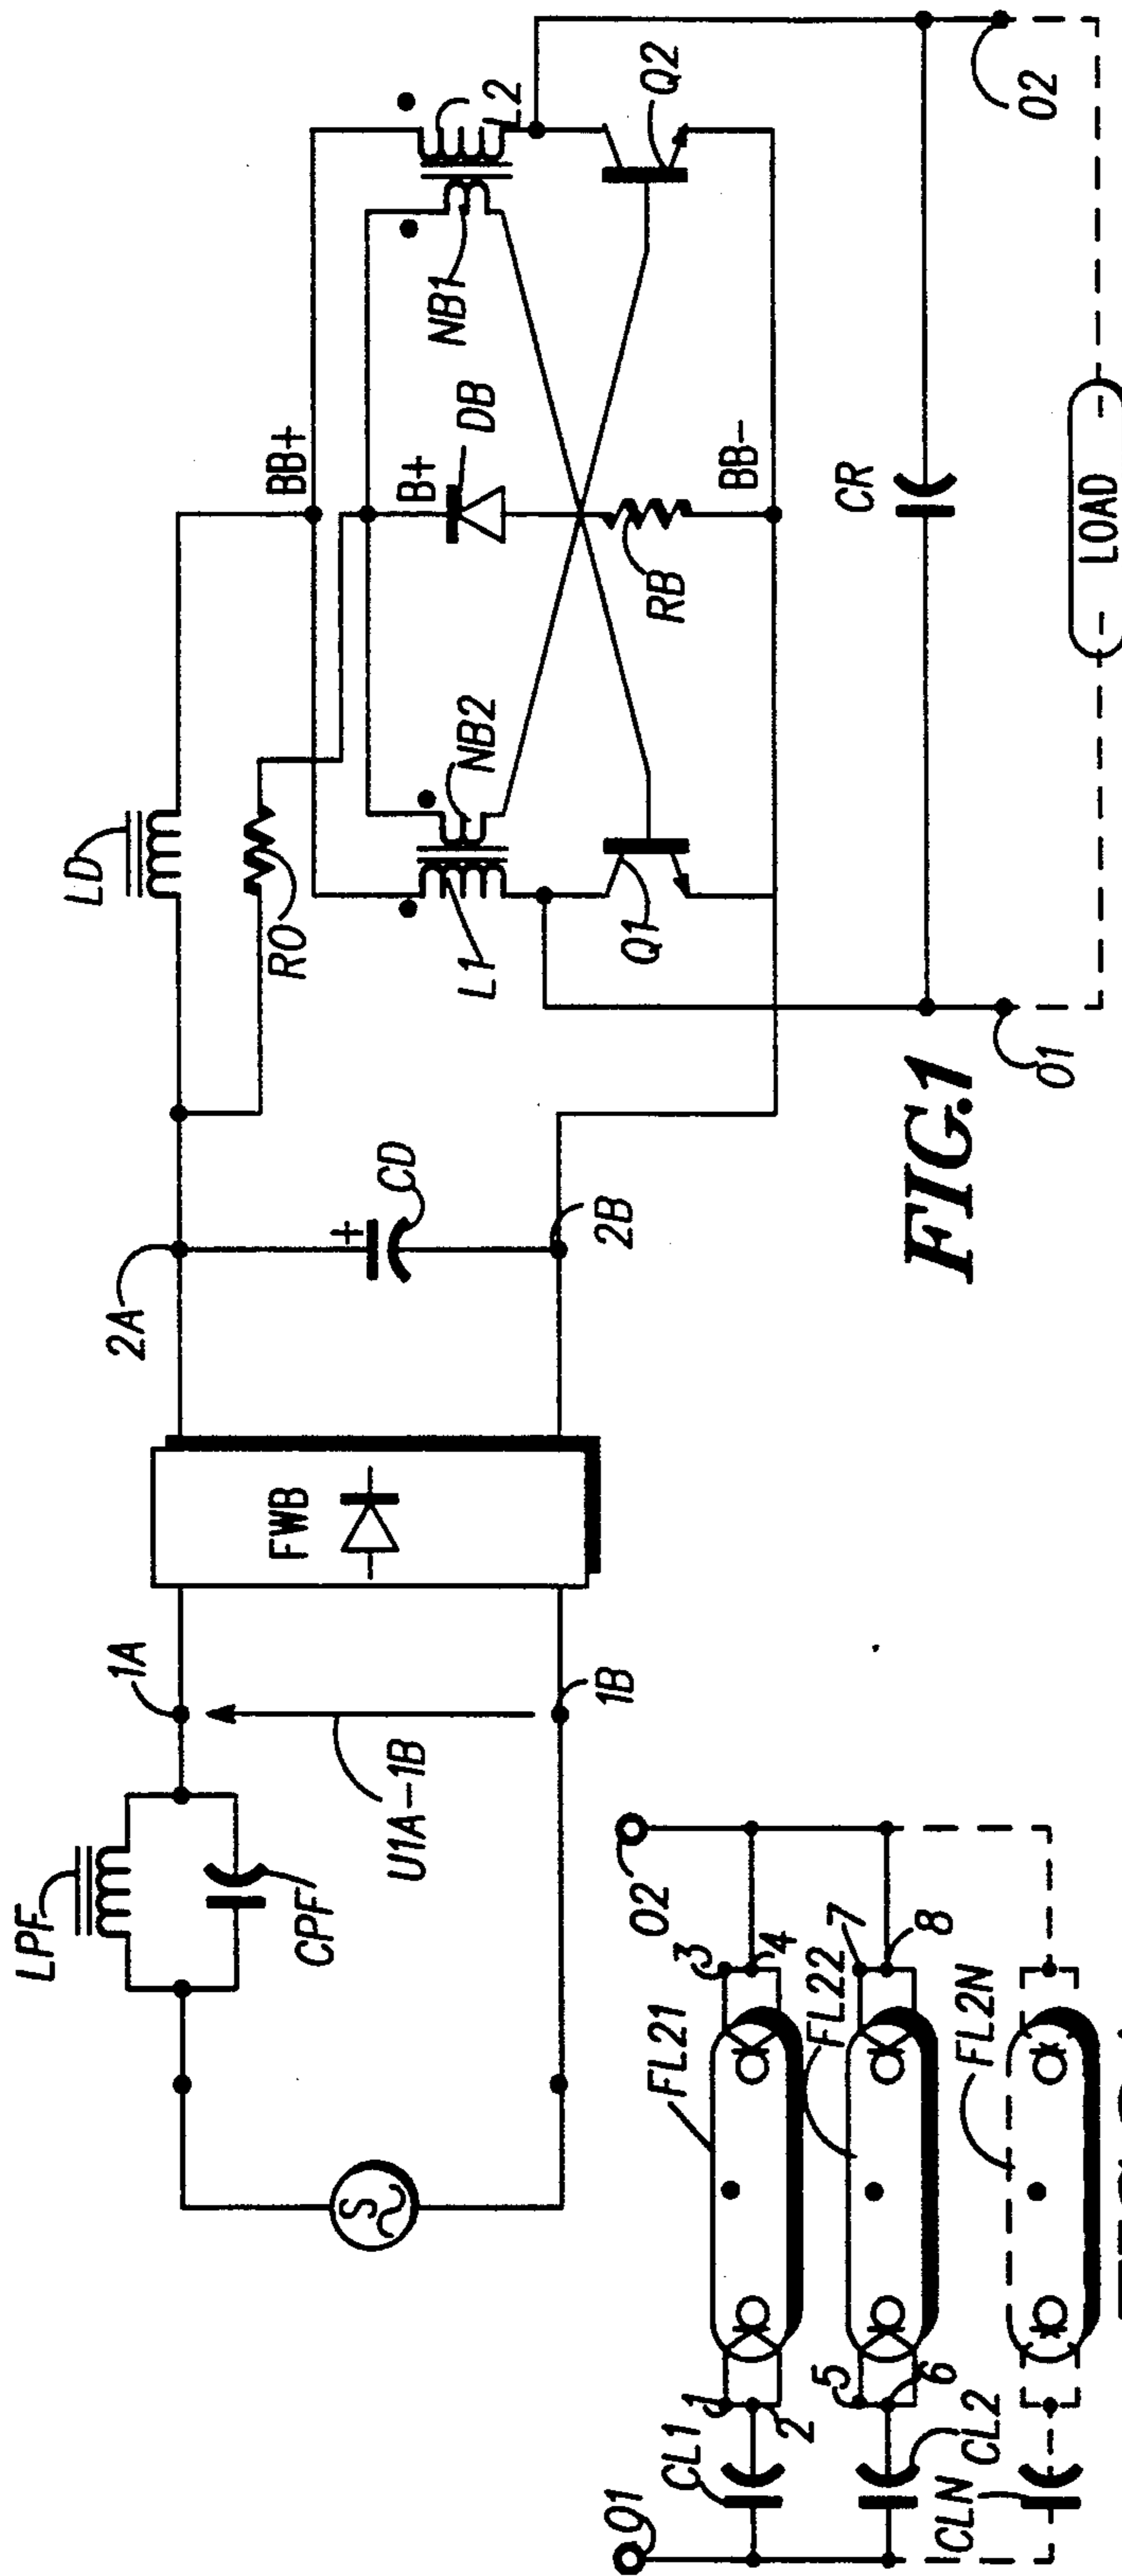 LPF
CPF
S
1A
U1A-1B
1B
FWB
2A
+
CD
2B
LD
RO
BB+
L1
NB2
B+
DB
NB1
L2
Q1
RB
BB-
Q2
CR
O1
O2
LOAD
FIG.1
O1
CL1
1
2
FL21
3
4
O2
5
6
CL2
FL22
7
8
CLN
FL2N